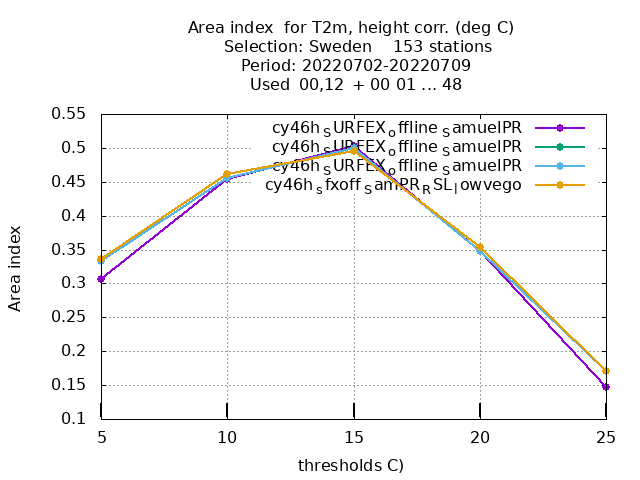 Area index  for T2m, height corr. (deg C)
Selection: Sweden    153 stations
Period: 20220702-20220709
Used  00,12  + 00 01 ... 48
0.55
0.5
0.45
0.4
0.35
0.3
0.25
0.2
0.15
0.1
Area index
cy46h_SURFEX_offline_SamuelPR
cy46h_SURFEX_offline_SamuelPR
cy46h_SURFEX_offline_SamuelPR
cy46h_sfxoff_SamPR_RSL_lowvego
5 10 15 20 25
thresholds C)